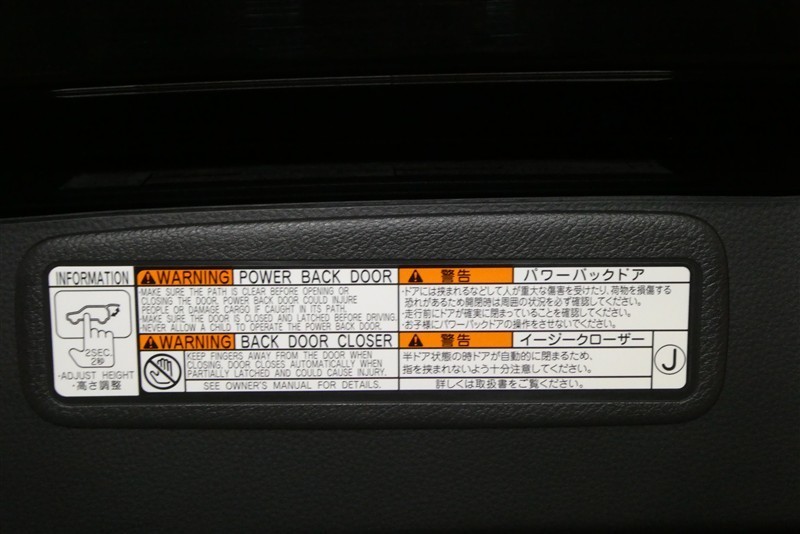 INFORMATION
2SEC.
2秒
·ADJUST HEIGHT
·高さ調整
WARNING POWER BACK DOOR
·MAKE SURE THE PATH IS CLEAR BEFORE OPENING OR
CLOSING THE DOOR. POWER BACK DOOR COULD INJURE
PEOPLE OR DAMAGE CARGO IF CAUGHT IN ITS PATH.
·MAKE SURE THE DOOR IS CLOSED AND LATCHED BEFORE DRIVING.
·NEVER ALLOW A CHILD TO OPERATE THE POWER BACK DOOR.
WARNING BACK DOOR CLOSER
KEEP FINGERS AWAY FROM THE DOOR WHEN
CLOSING. DOOR CLOSES AUTOMATICALLY WHEN
PARTIALLY LATCHED AND COULD CAUSE INJURY.
SEE OWNER'S MANUAL FOR DETAILS.
警告 パワーバックドア
·ドアには挟まれるなどして人が重大な傷害を受けたり、荷物を損傷する
恐れがあるため開閉時は周囲の状況を必ず確認してください。
·走行前にドアが確実に閉まっていることを確認してください。
·お子様にパワーバックドアの操作をさせないでください。
警告 イージークローザー
半ドア状態の時ドアが自動的に閉まるため、
指を挟まれないよう十分注意してください。
詳しくは取扱書をご覧ください。
J